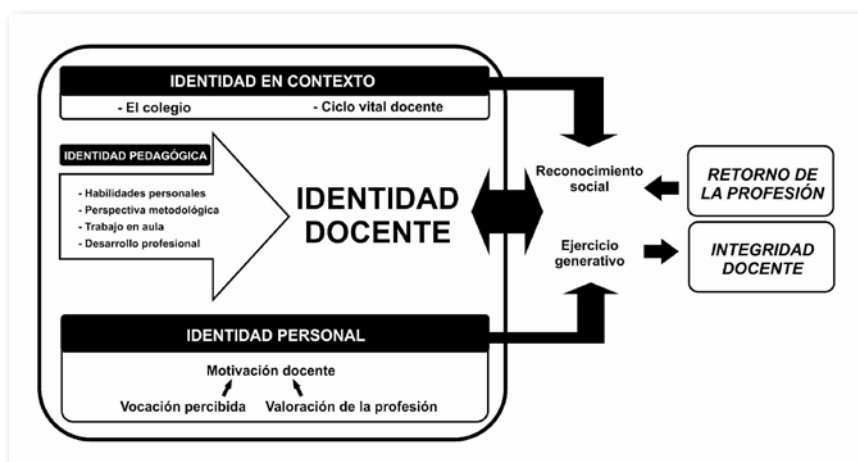 IDENTIDAD EN CONTEXTO
- El colegio
- Ciclo vital docente
IDENTIDAD PEDAGÓGICA
- Habilidades personales
- Perspectiva metodológica
- Trabajo en aula
- Desarrollo profesional
IDENTIDAD
DOCENTE
Reconocimiento
social
RETORNO DE
LA PROFESIÓN
Ejercicio
generativo
INTEGRIDAD
DOCENTE
IDENTIDAD PERSONAL
Motivación docente
Vocación percibida
Valoración de la profesión